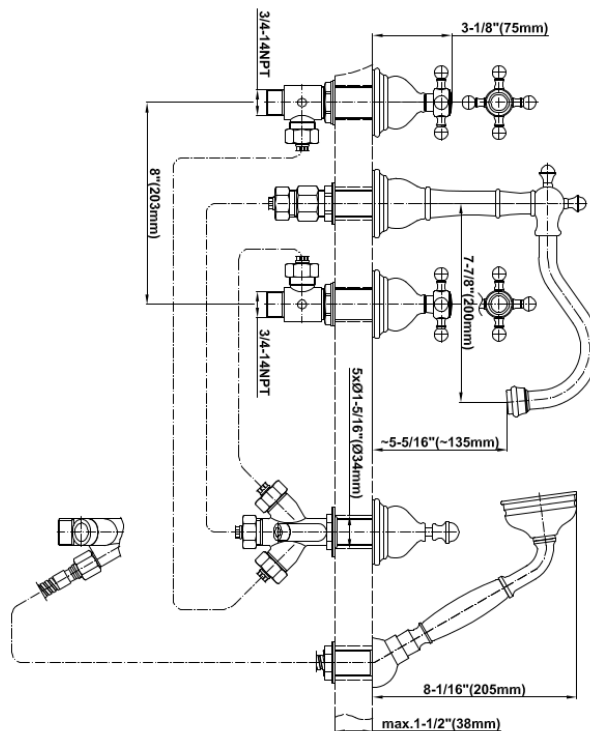 3/4-14NPT
3-1/8"(75mm)
8"(203mm)
7-7/8"(200mm)
3/4-14NPT
5xØ1-5/16"(Ø34mm)
~5-5/16"(~135mm)
8-1/16"(205mm)
max.1-1/2"(38mm)